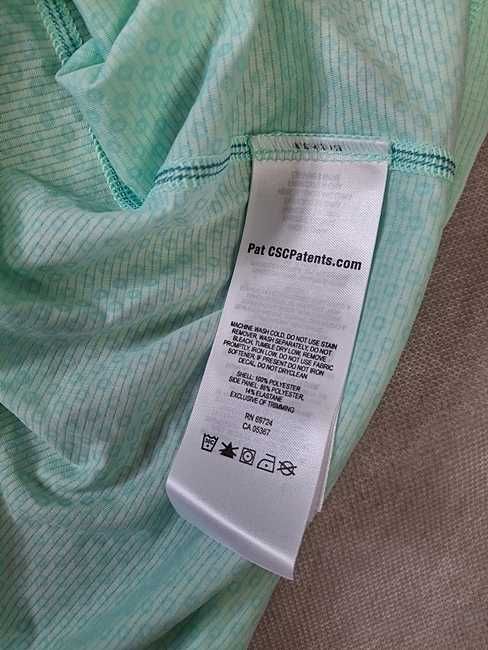 Pat CSCPatents.com
MACHINE WASH COLD, DO NOT USE STAIN
REMOVER, WASH SEPARATELY, DO NOT
BLEACH, TUMBLE DRY LOW, REMOVE
PROMPTLY, IRON LOW, DO NOT USE FABRIC
SOFTENER, IF PRESENT DO NOT IRON
DECAL, DO NOT DRYCLEAN
SHELL: 100% POLYESTER
SIDE PANEL: 86% POLYESTER,
14% ELASTANE
EXCLUSIVE OF TRIMMING
RN 69724
CA 05367